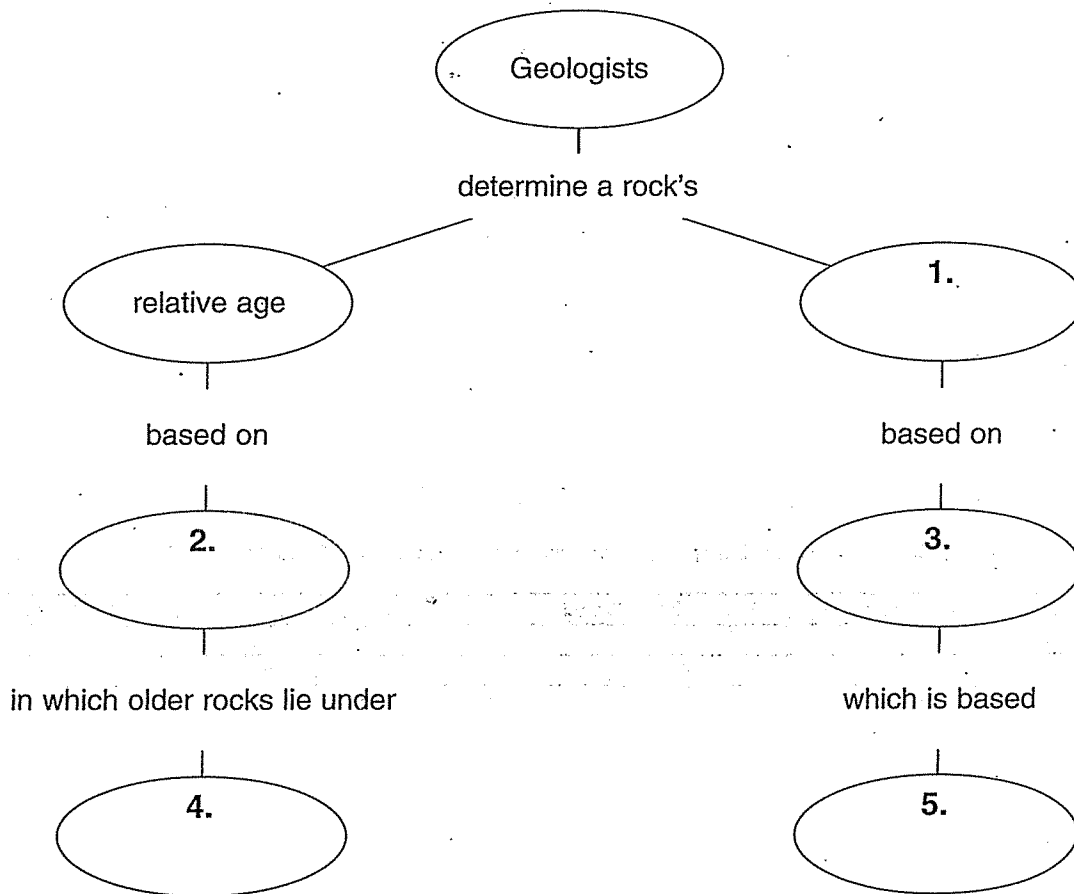 Geologists
determine a rock's
relative age
1.
based on
based on
2.
3.
in which older rocks lie under
which is based
4.
5.